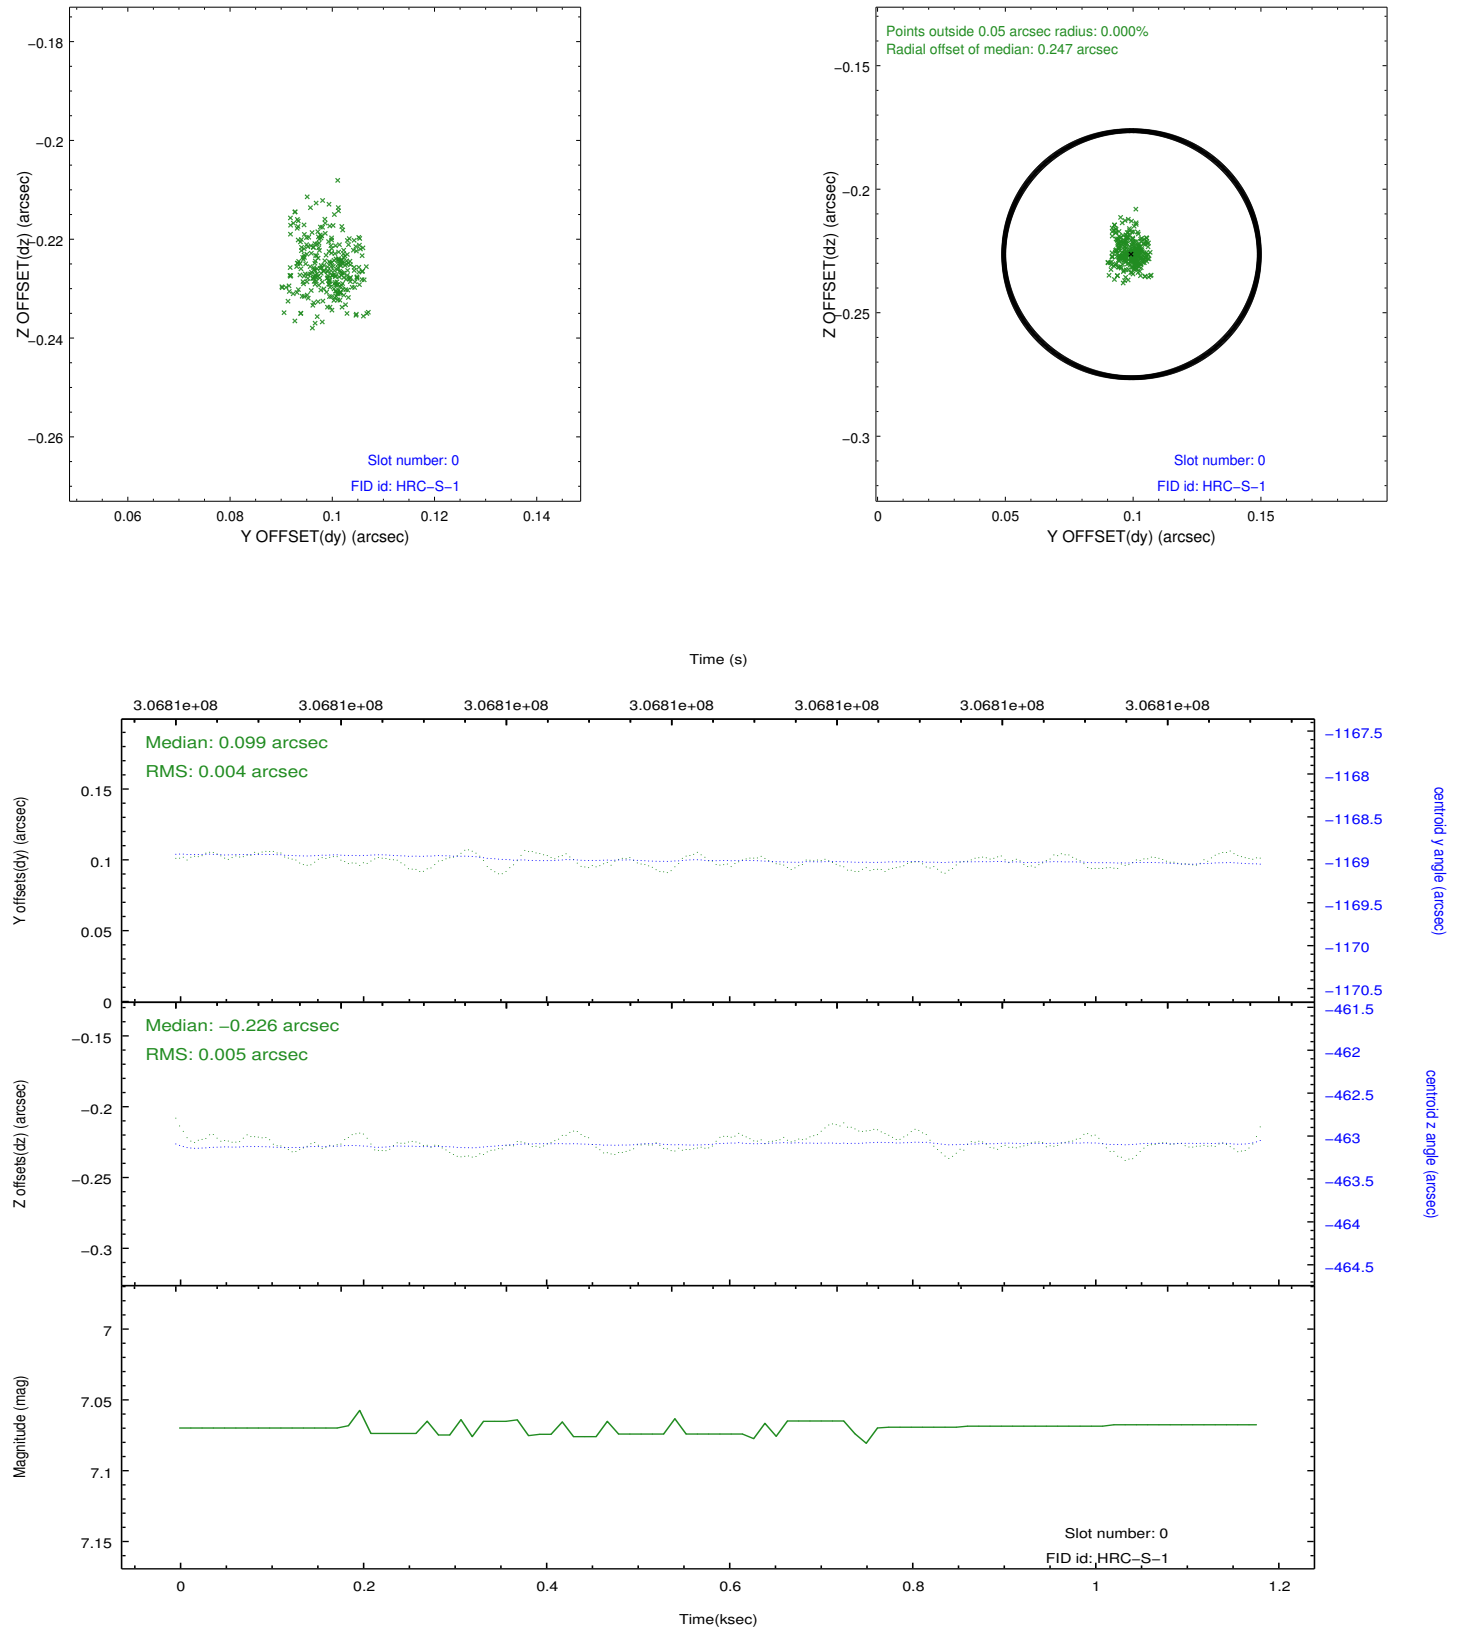 −0.18
−0.2
−0.22
−0.24
−0.26
Z OFFSET(dz) (arcsec)
Slot number: 0
FID id: HRC−S−1
0.06 0.08 0.1 0.12 0.14
Y OFFSET(dy) (arcsec)
Points outside 0.05 arcsec radius: 0.000%
Radial offset of median: 0.247 arcsec
−0.15
−0.2
−0.25
−0.3
Z OFFSET(dz) (arcsec)
Slot number: 0
FID id: HRC−S−1
0 0.05 0.1 0.15
Y OFFSET(dy) (arcsec)
Time (s)
3.0681e+08 3.0681e+08 3.0681e+08 3.0681e+08 3.0681e+08 3.0681e+08 3.0681e+08
Median: 0.099 arcsec
RMS: 0.004 arcsec
0.15
0.1
0.05
0
Y offsets(dy) (arcsec)
−1167.5
−1168
−1168.5
−1169
−1169.5
−1170
−1170.5
centroid y angle (arcsec)
Median: −0.226 arcsec
RMS: 0.005 arcsec
−0.15
−0.2
−0.25
−0.3
Z offsets(dz) (arcsec)
−461.5
−462
−462.5
−463
−463.5
−464
−464.5
centroid z angle (arcsec)
7
7.05
7.1
7.15
Magnitude (mag)
Slot number: 0
FID id: HRC−S−1
0 0.2 0.4 0.6 0.8 1 1.2
Time(ksec)